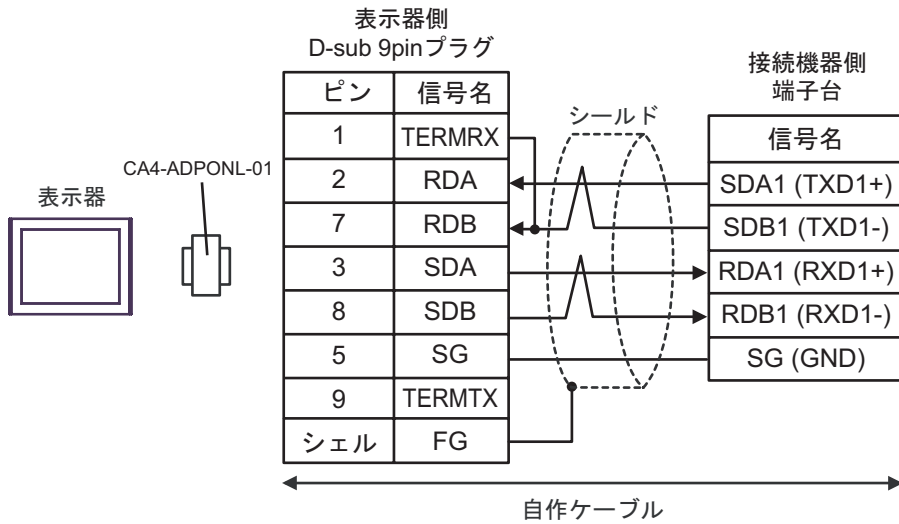 表示器側
D-sub 9pinプラグ
接続機器側
端子台
ピン 信号名
シールド
信号名
1 TERMRX
CA4-ADPONL-01
表示器
2 RDA
SDA1 (TXD1+)
7 RDB
SDB1 (TXD1-)
3 SDA
RDA1 (RXD1+)
8 SDB
RDB1 (RXD1-)
5 SG
SG (GND)
9 TERMTX
シェル FG
自作ケーブル